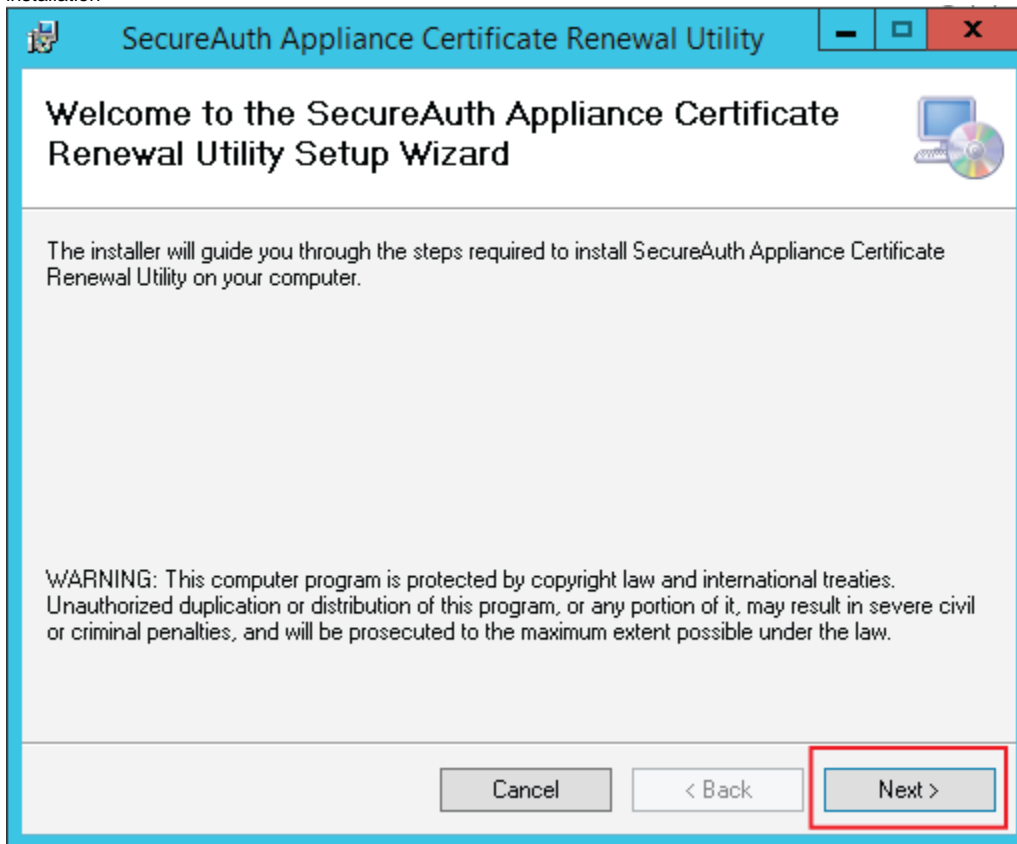 installation
SecureAuth Appliance Certificate Renewal Utility
Welcome to the SecureAuth Appliance Certificate
Renewal Utility Setup Wizard
The installer will guide you through the steps required to install SecureAuth Appliance Certificate
Renewal Utility on your computer.
WARNING: This computer program is protected by copyright law and international treaties.
Unauthorized duplication or distribution of this program, or any portion of it, may result in severe civil
or criminal penalties, and will be prosecuted to the maximum extent possible under the law.
Cancel
< Back
Next >